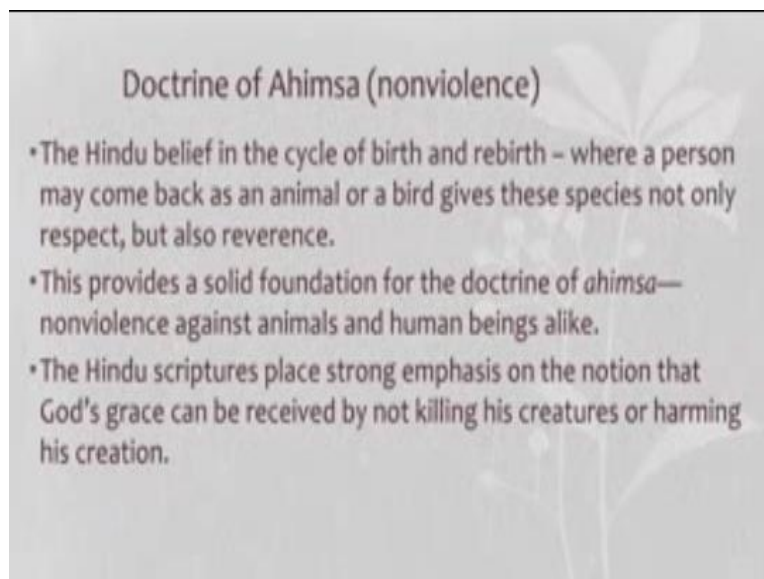 Doctrine of Ahimsa (nonviolence)
•The Hindu belief in the cycle of birth and rebirth – where a person
may come back as an animal or a bird gives these species not only
respect, but also reverence.
•This provides a solid foundation for the doctrine of ahimsa—
nonviolence against animals and human beings alike.
•The Hindu scriptures place strong emphasis on the notion that
God's grace can be received by not killing his creatures or harming
his creation.